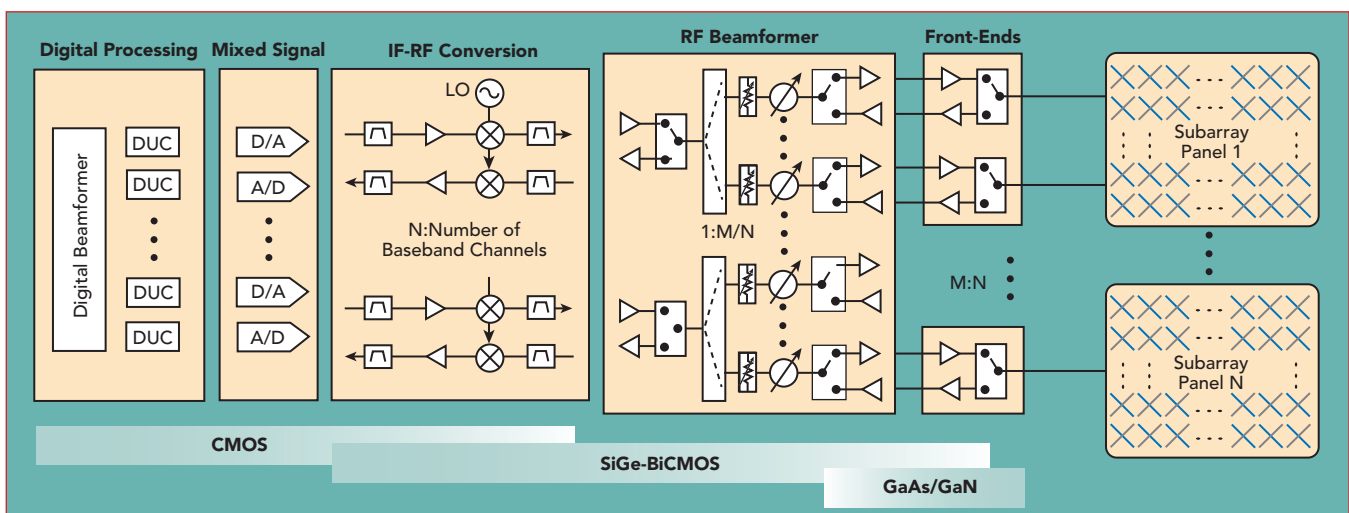 Digital Processing
Mixed Signal
IF-RF Conversion
RF Beamformer
Front-Ends
Digital Beamformer
DUC
DUC
DUC
DUC
D/A
A/D
D/A
A/D
LO
N:Number of
Baseband Channels
1:M/N
M:N
Subarray
Panel 1
Subarray
Panel N
CMOS
SiGe-BiCMOS
GaAs/GaN